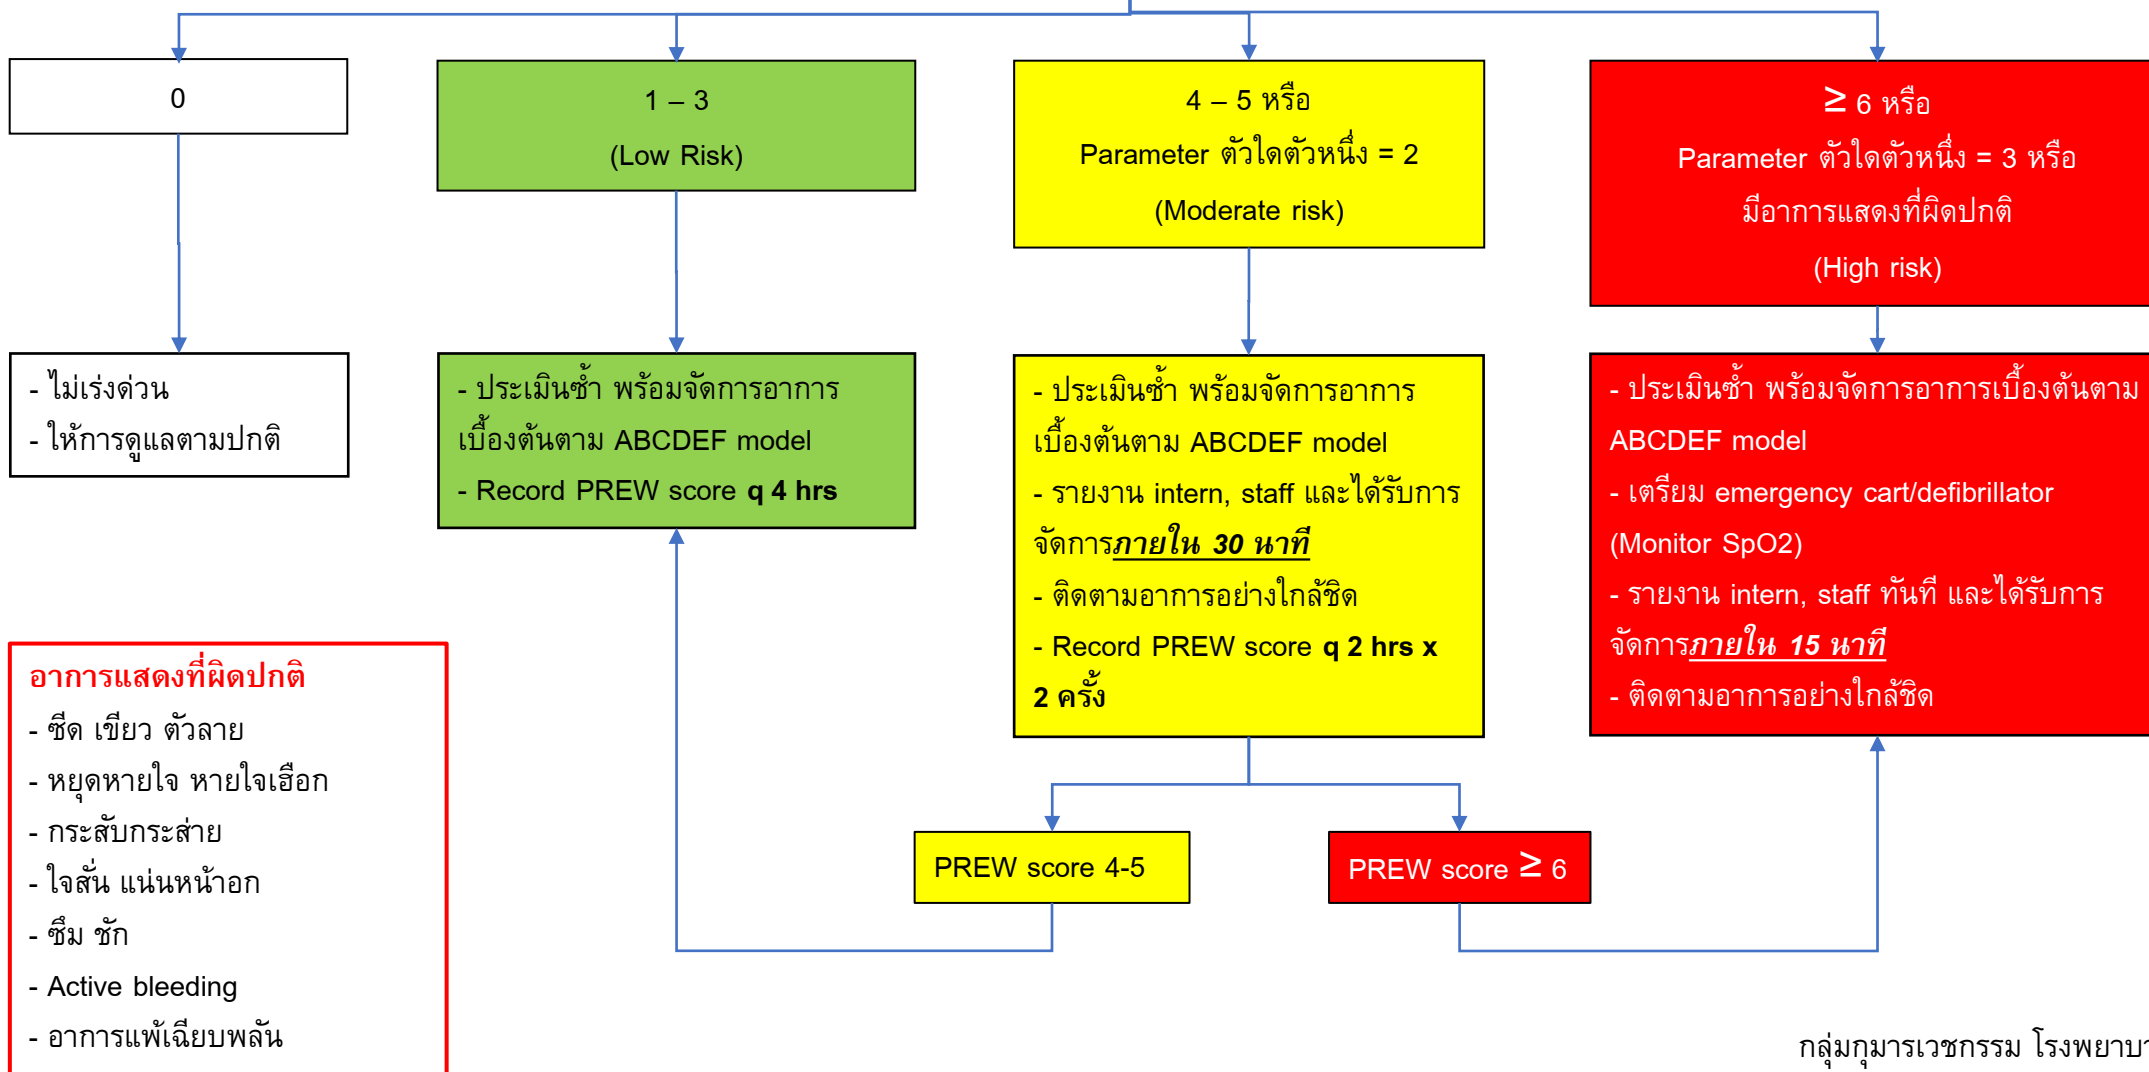 0
1 – 3
(Low Risk)
4 – 5 หรือ
Parameter ตัวใดตัวหนึ่ง = 2
(Moderate risk)
≥ 6 หรือ
Parameter ตัวใดตัวหนึ่ง = 3 หรือ
มีอาการแสดงที่ผิดปกติ
(High risk)
- ไม่เร่งด่วน
- ให้การดูแลตามปกติ
- ประเมินซ้ำ พร้อมจัดการอาการ
เบื้องต้นตาม ABCDEF model
- Record PREW score q 4 hrs
- ประเมินซ้ำ พร้อมจัดการอาการ
เบื้องต้นตาม ABCDEF model
- รายงาน intern, staff และได้รับการ
จัดการภายใน 30 นาที
- ติดตามอาการอย่างใกล้ชิด
- Record PREW score q 2 hrs x
2 ครั้ง
- ประเมินซ้ำ พร้อมจัดการอาการเบื้องต้นตาม
ABCDEF model
- เตรียม emergency cart/defibrillator
(Monitor SpO2)
- รายงาน intern, staff ทันที และได้รับการ
จัดการภายใน 15 นาที
- ติดตามอาการอย่างใกล้ชิด
PREW score 4-5
PREW score ≥ 6
อาการแสดงที่ผิดปกติ
- ซีด เขียว ตัวลาย
- หยุดหายใจ หายใจเฮือก
- กระสับกระส่าย
- ใจสั่น แน่นหน้าอก
- ซึม ชัก
- Active bleeding
- อาการแพ้เฉียบพลัน
กลุ่มกุมารเวชกรรม